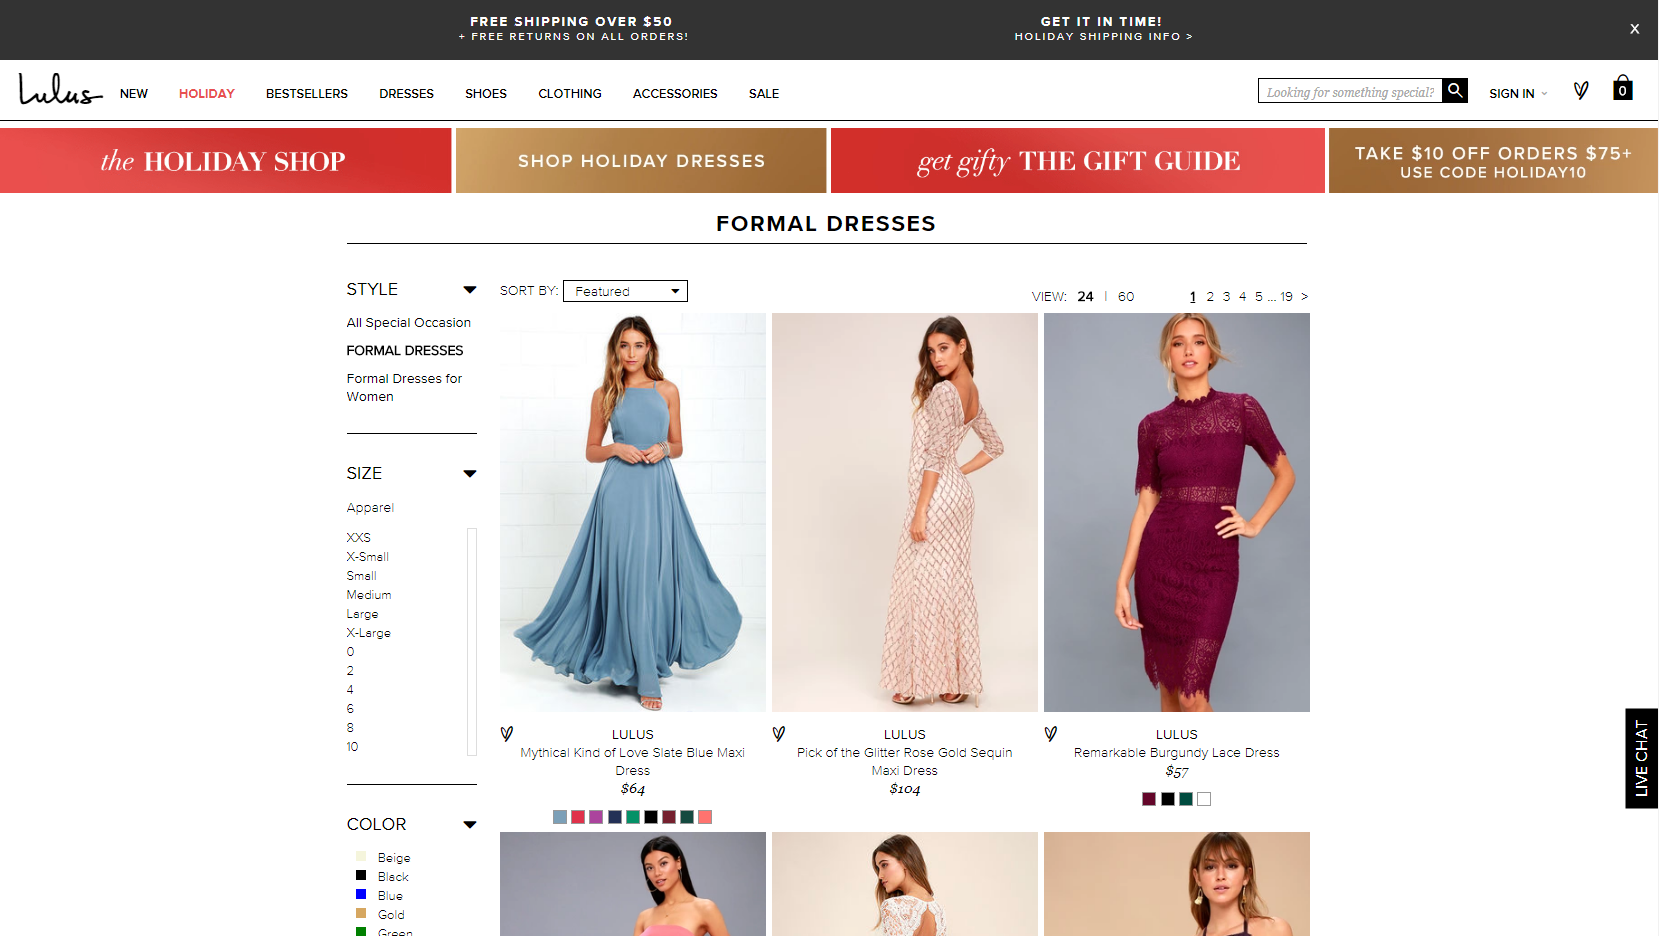 FREE SHIPPING OVER $50
+ FREE RETURNS ON ALL ORDERS!
GET IT IN TIME!
HOLIDAY SHIPPING INFO >
X
Lulus
NEW
HOLIDAY
BESTSELLERS
DRESSES
SHOES
CLOTHING
ACCESSORIES
SALE
Looking for something special?
SIGN IN
0
the HOLIDAY SHOP
SHOP HOLIDAY DRESSES
get gifty THE GIFT GUIDE
TAKE $10 OFF ORDERS $75+
USE CODE HOLIDAY10
FORMAL DRESSES
STYLE
All Special Occasion
FORMAL DRESSES
Formal Dresses for
Women
SIZE
Apparel
XXS
X-Small
Small
Medium
Large
X-Large
0
2
4
6
8
10
COLOR
Beige
Black
Blue
Gold
Green
SORT BY: Featured
VIEW: 24 | 60
1 2 3 4 5 ... 19 >
LULUS
Mythical Kind of Love Slate Blue Maxi
Dress
$64
LULUS
Pick of the Glitter Rose Gold Sequin
Maxi Dress
$104
LULUS
Remarkable Burgundy Lace Dress
$57
LIVE CHAT